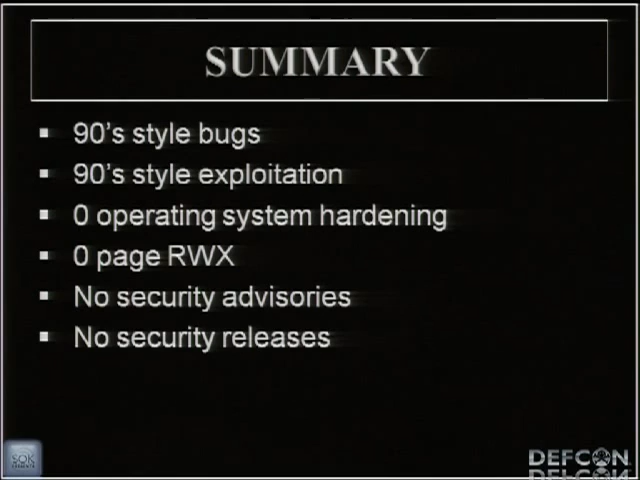 SUMMARY
90's style bugs
90's style exploitation
0 operating system hardening
0 page RWX
No security advisories
No security releases
SOK
DEFCON